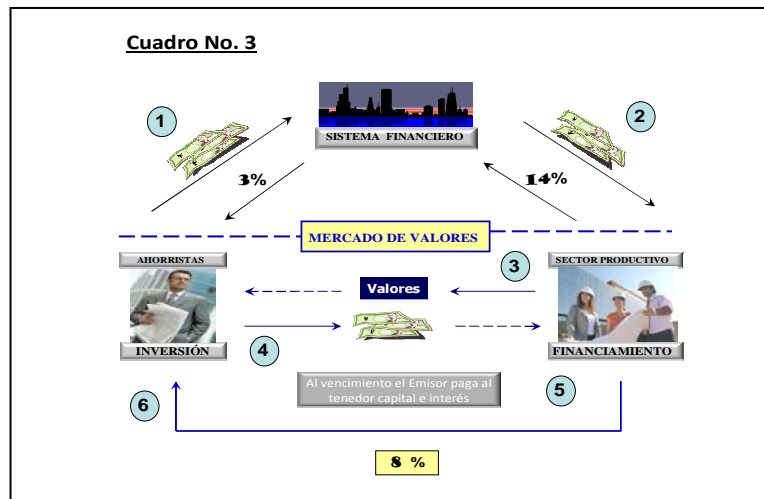 Cuadro No. 3
1
2
SISTEMA FINANCIERO
3%
14%
MERCADO DE VALORES
AHORRISTAS
SECTOR PRODUCTIVO
3
Valores
4
INVERSIÓN
FINANCIAMIENTO
Al vencimiento el Emisor paga al
tenedor capital e interés
5
6
8 %